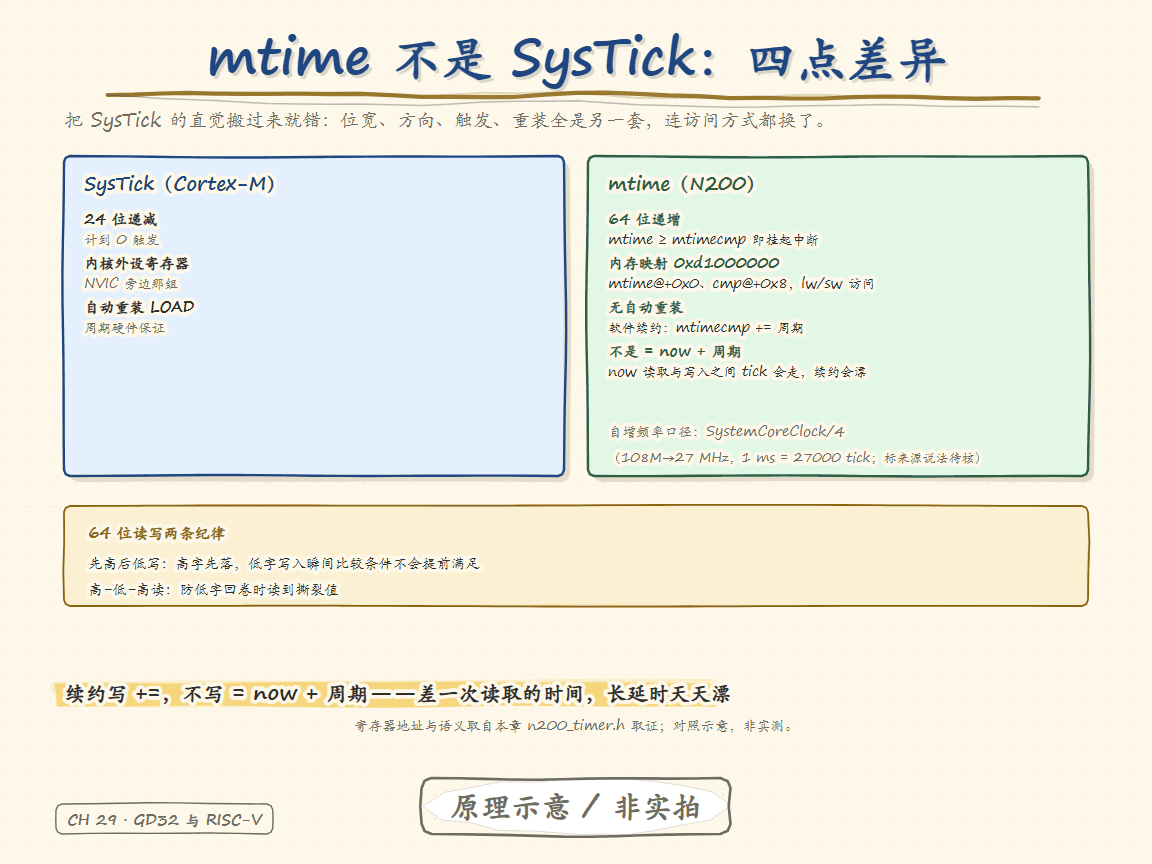 mtime 不是 SysTick：四点差异
把 SysTick 的直觉搬过来就错：位宽、方向、触发、重装全是另一套，连访问方式都换了。
SysTick（Cortex-M）
24 位递减
计到 0 触发
内核外设寄存器
NVIC 旁边那组
自动重装 LOAD
周期硬件保证
mtime（N200）
64 位递增
mtime ≥ mtimecmp 即挂起中断
内存映射 0xd1000000
mtime@+0x0、cmp@+0x8，lw/sw 访问
无自动重装
软件续约：mtimecmp += 周期
不是 = now + 周期
now 读取与写入之间 tick 会走，续约会漂
自增频率口径：SystemCoreClock/4
（108M→27 MHz，1 ms = 27000 tick；标来源说法待核）
64 位读写两条纪律
先高后低写：高字先落，低字写入瞬间比较条件不会提前满足
高-低-高读：防低字回卷时读到撕裂值
续约写 +=，不写 = now + 周期——差一次读取的时间，长延时天天漂
寄存器地址与语义取自本章 n200_timer.h 取证；对照示意，非实测。
原理示意 / 非实拍
CH 29 · GD32 与 RISC-V